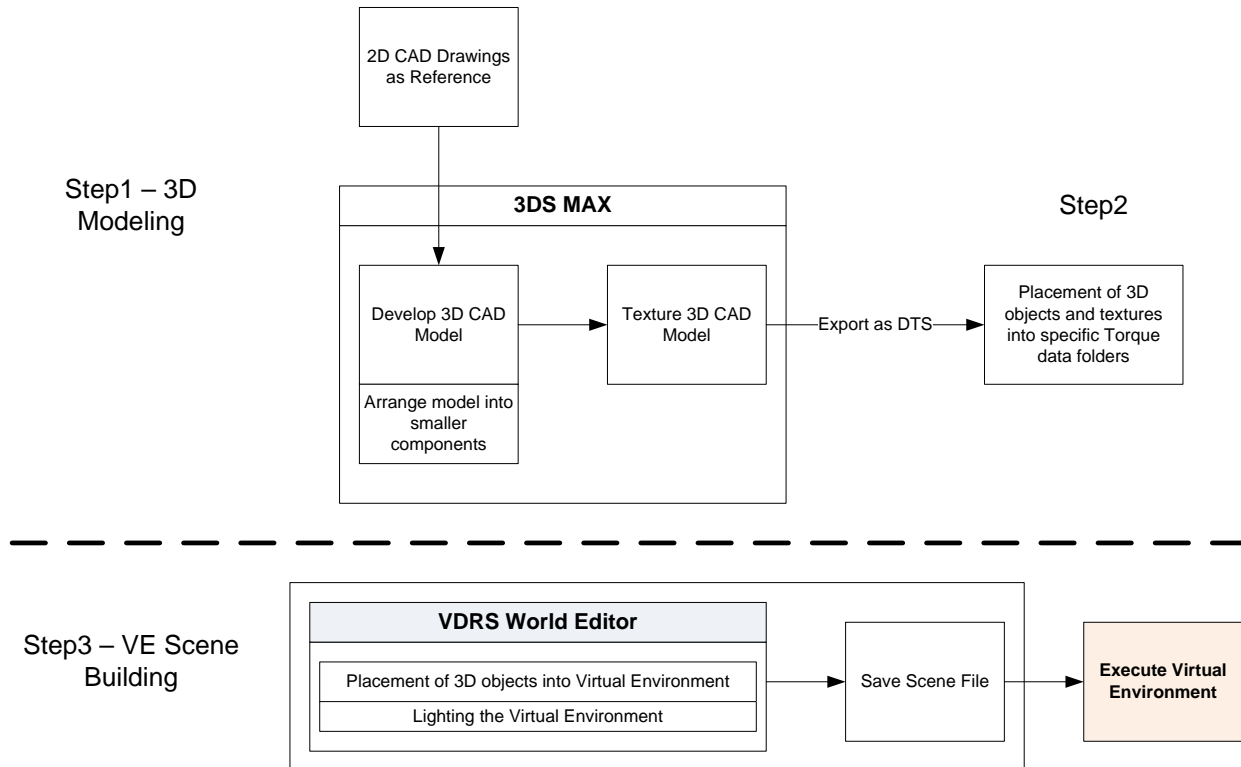 2D CAD Drawings
as Reference
Step1 – 3D
Modeling
3DS MAX
Step2
Develop 3D CAD
Model
Arrange model into
smaller
components
Texture 3D CAD
Model
Export as DTS
Placement of 3D
objects and textures
into specific Torque
data folders
Step3 – VE Scene
Building
VDRS World Editor
Placement of 3D objects into Virtual Environment
Lighting the Virtual Environment
Save Scene File
Execute Virtual
Environment